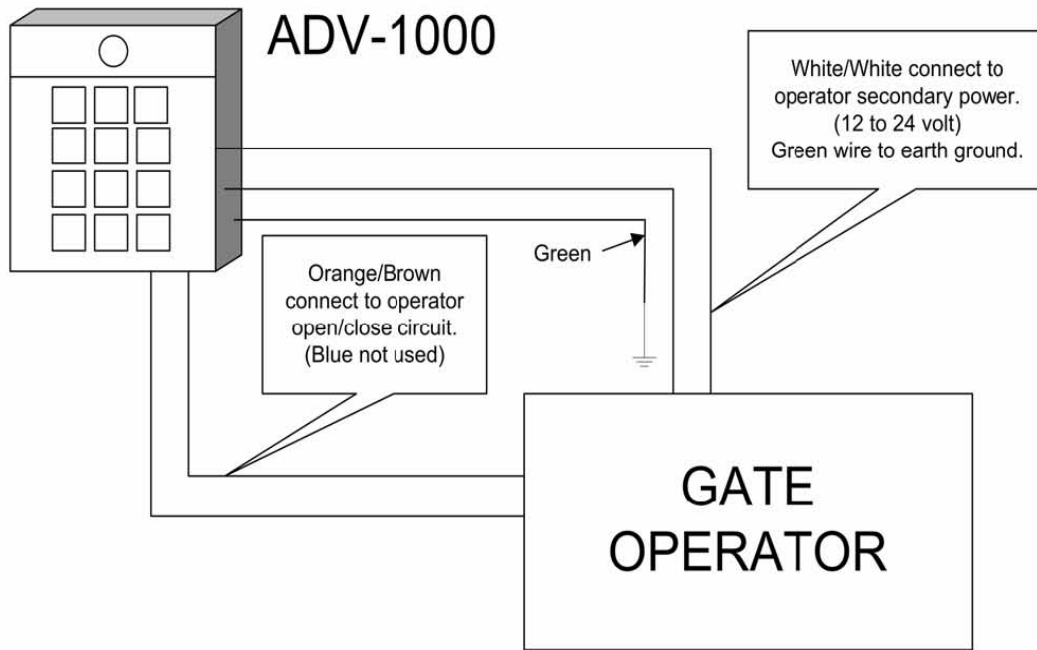 ADV-1000
White/White connect to
operator secondary power.
(12 to 24 volt)
Green wire to earth ground.
Green
Orange/Brown
connect to operator
open/close circuit.
(Blue not used)
GATE
OPERATOR